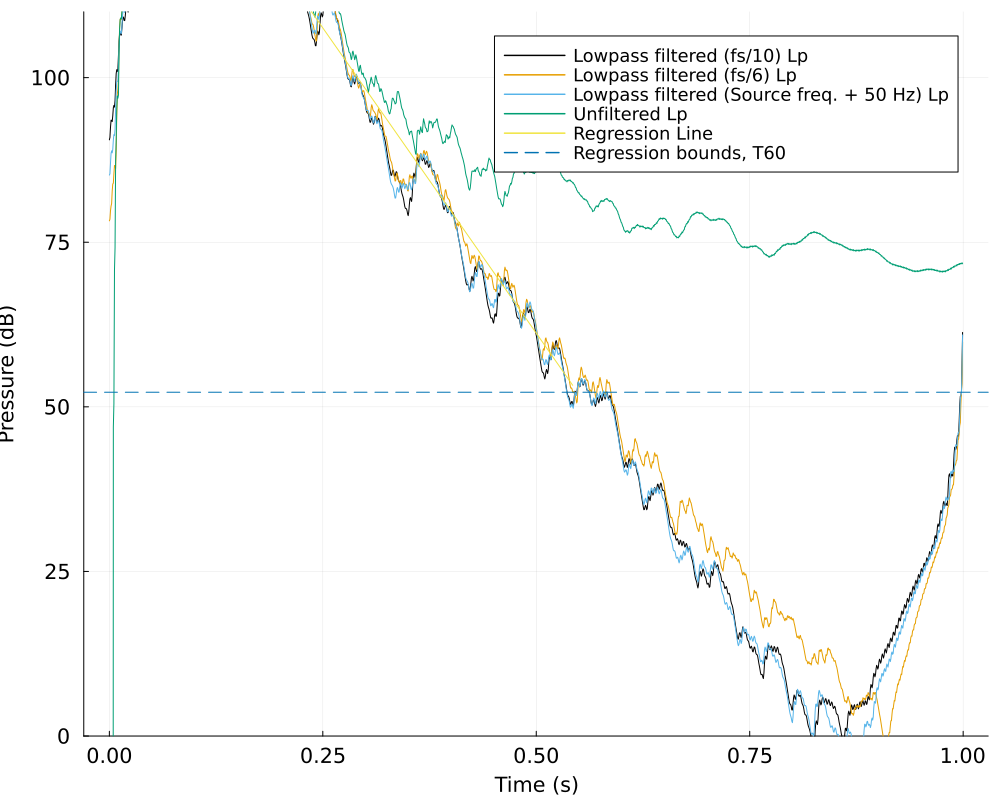 Lowpass filtered (fs/10) Lp
Lowpass filtered (fs/6) Lp
Lowpass filtered (Source freq. + 50 Hz) Lp
Unfiltered Lp
Regression Line
Regression bounds, T60
100
75
50
25
0
Pressure (dB)
0.00 0.25 0.50 0.75 1.00
Time (s)